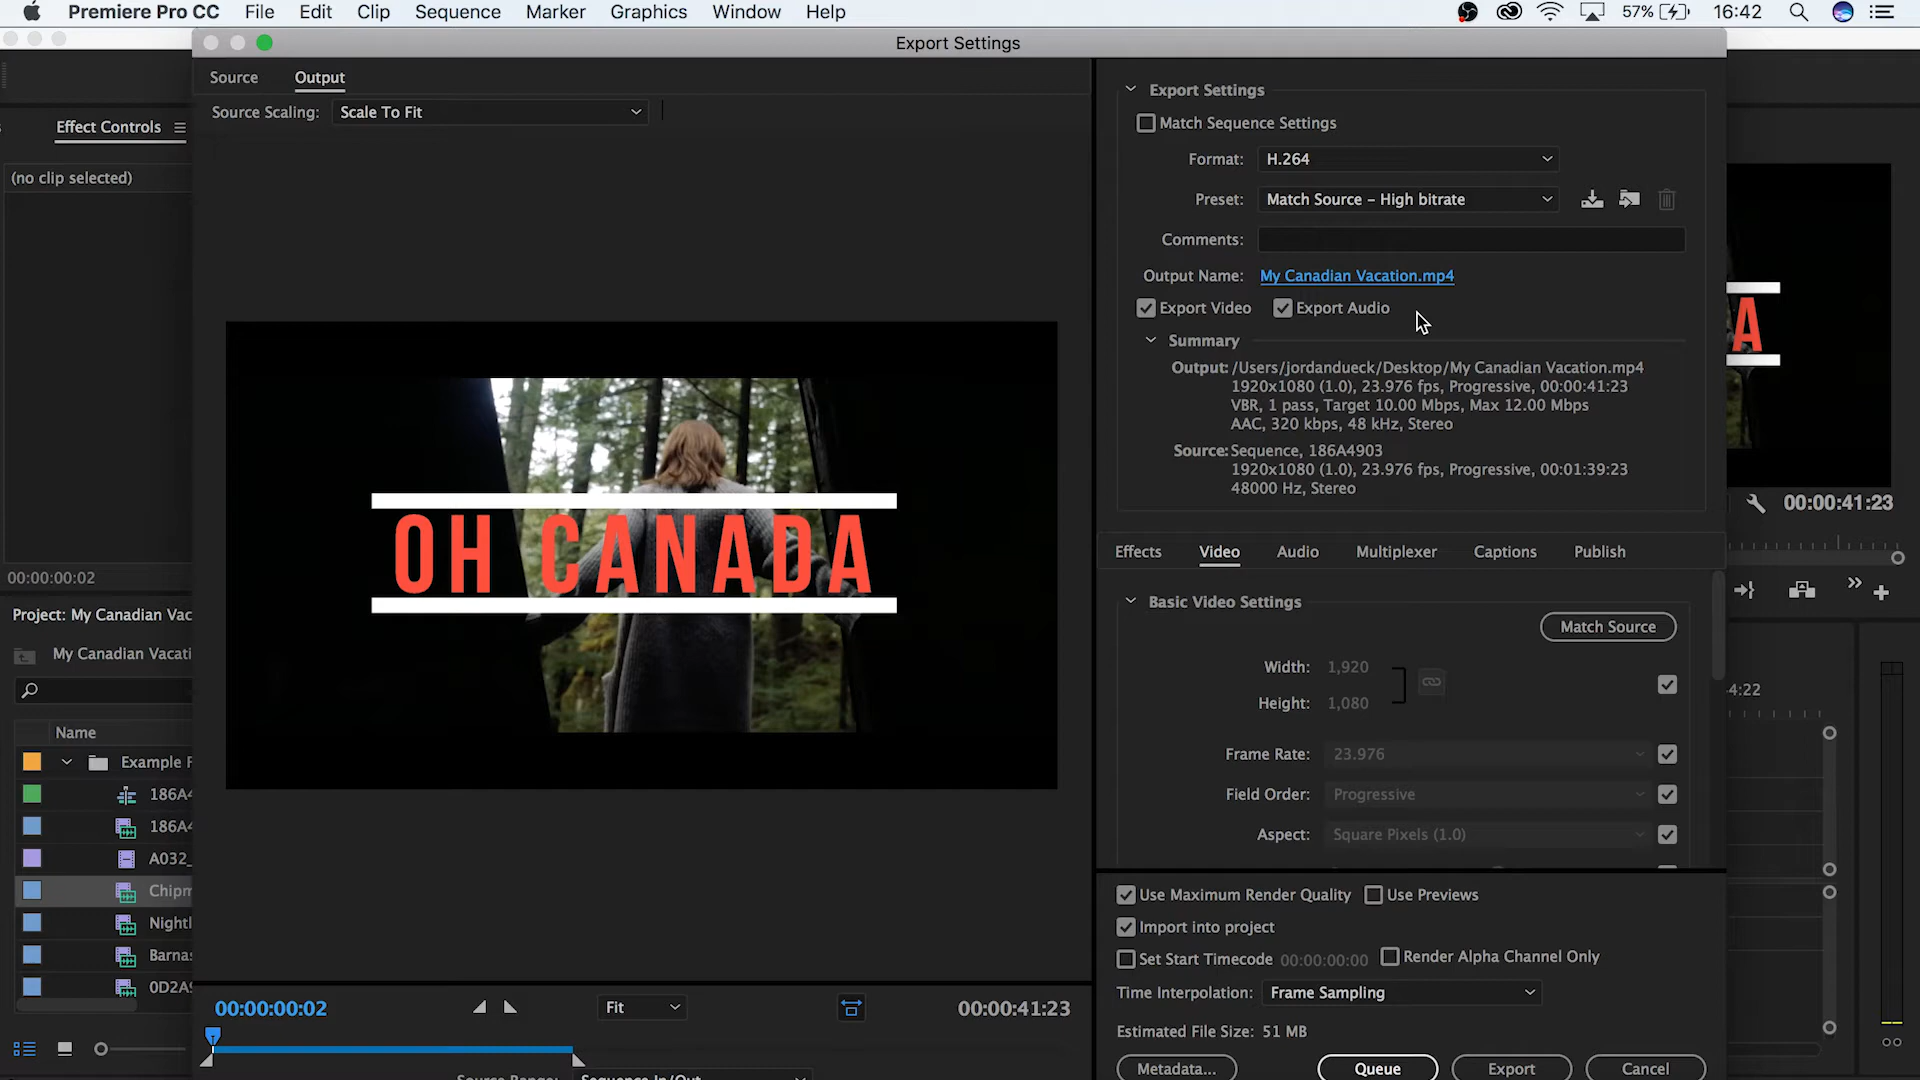 Premiere Pro CC File Edit Clip Sequence Marker Graphics Window Help 57% 16:42
Export Settings
Source Output
Source Scaling: Scale To Fit
Effect Controls
(no clip selected)
00:00:00:02
Project: My Canadian Vac
My Canadian Vacati
Name
Example F
186A4
186A4
A032_
Chipm
Nightl
Barnas
0D2A9
OH CANADA
00:00:00:02 Fit 00:00:41:23
Export Settings
Match Sequence Settings
Format: H.264
Preset: Match Source – High bitrate
Comments:
Output Name: My Canadian Vacation.mp4
Export Video Export Audio
Summary
Output: /Users/jordandueck/Desktop/My Canadian Vacation.mp4
1920x1080 (1.0), 23.976 fps, Progressive, 00:00:41:23
VBR, 1 pass, Target 10.00 Mbps, Max 12.00 Mbps
AAC, 320 kbps, 48 kHz, Stereo
Source: Sequence, 186A4903
1920x1080 (1.0), 23.976 fps, Progressive, 00:01:39:23
48000 Hz, Stereo
Effects Video Audio Multiplexer Captions Publish
Basic Video Settings
Match Source
Width: 1,920
Height: 1,080
Frame Rate: 23.976
Field Order: Progressive
Aspect: Square Pixels (1.0)
Use Maximum Render Quality Use Previews
Import into project
Set Start Timecode 00:00:00:00 Render Alpha Channel Only
Time Interpolation: Frame Sampling
Estimated File Size: 51 MB
Metadata... Queue Export Cancel
A
00:00:41:23
4:22